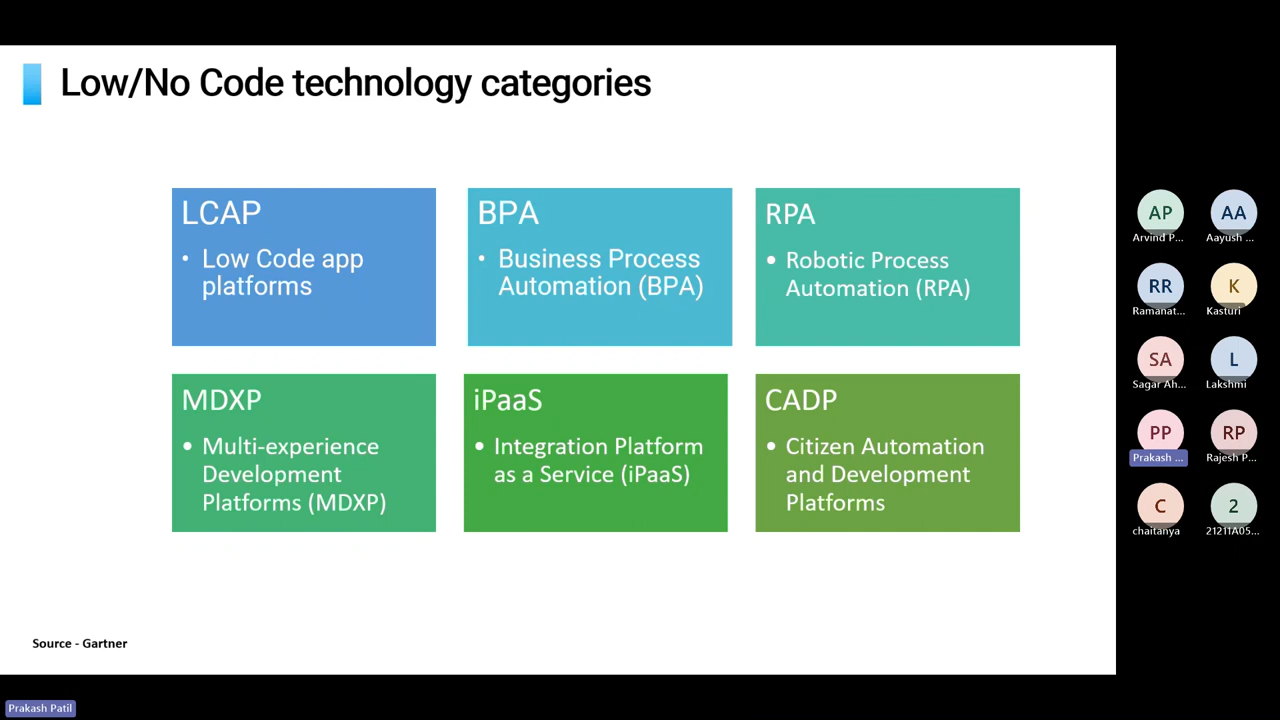 Low/No Code technology categories
LCAP
• Low Code app
platforms
BPA
• Business Process
Automation (BPA)
RPA
• Robotic Process
Automation (RPA)
MDXP
• Multi-experience
Development
Platforms (MDXP)
iPaaS
• Integration Platform
as a Service (iPaaS)
CADP
• Citizen Automation
and Development
Platforms
Source - Gartner
AP
Arvind P...
AA
Aayush ...
RR
Ramanat...
K
Kasturi
SA
Sagar Ah...
L
Lakshmi
PP
Prakash ...
RP
Rajesh P...
C
chaitanya
2
21211A05...
Prakash Patil